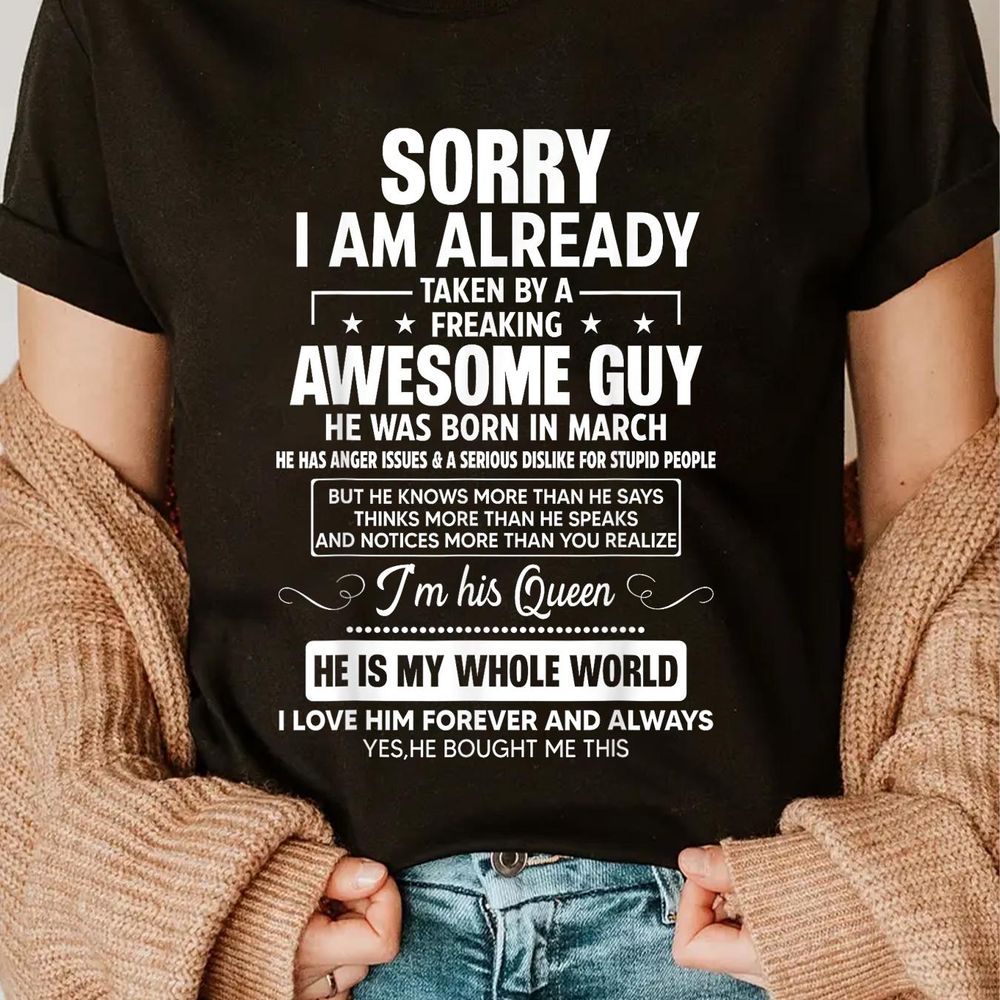 SORRY
I AM ALREADY
TAKEN BY A
FREAKING
AWESOME GUY
HE WAS BORN IN MARCH
HE HAS ANGER ISSUES & A SERIOUS DISLIKE FOR STUPID PEOPLE
BUT HE KNOWS MORE THAN HE SAYS
THINKS MORE THAN HE SPEAKS
AND NOTICES MORE THAN YOU REALIZE
I'm his Queen
HE IS MY WHOLE WORLD
I LOVE HIM FOREVER AND ALWAYS
YES,HE BOUGHT ME THIS